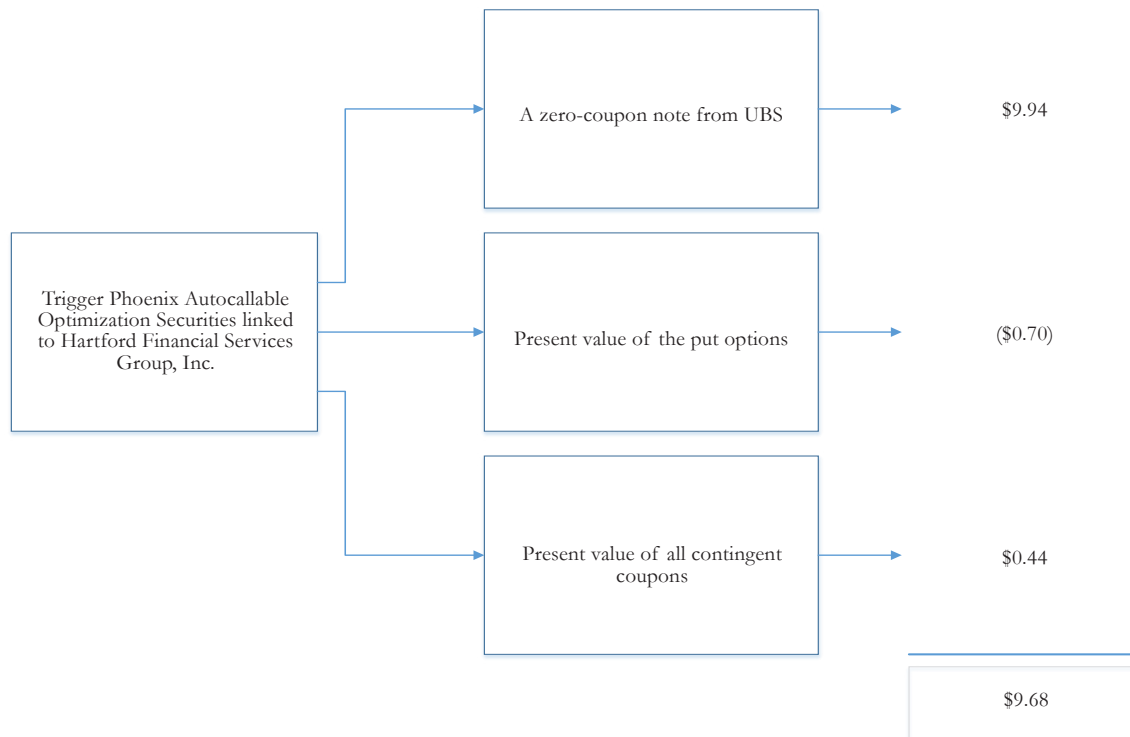 A zero-coupon note from UBS
$9.94
Trigger Phoenix Autocallable
Optimization Securities linked
to Hartford Financial Services
Group, Inc.
Present value of the put options
($0.70)
Present value of all contingent
coupons
$0.44
$9.68